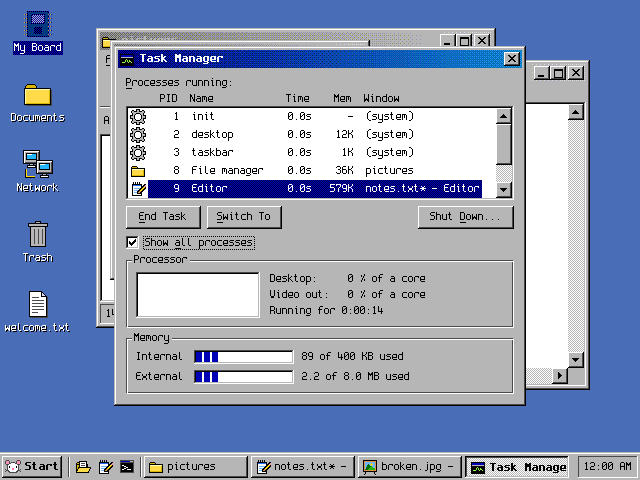 My Board
Documents
Network
Trash
welcome.txt
pictures
Task Manager
Processes running:
PID Name Time Mem Window
1 init 0.0s - (system)
2 desktop 0.0s 12K (system)
3 taskbar 0.0s 1K (system)
8 File manager 0.0s 36K pictures
9 Editor 0.0s 579K notes.txt* - Editor
End Task
Switch To
Shut Down...
Show all processes
Processor
Desktop: 0 % of a core
Video out: 0 % of a core
Running for 0:00:14
Memory
Internal 89 of 400 KB used
External 2.2 of 8.0 MB used
Start
pictures
notes.txt* -
broken.jpg -
Task Manage
12:00 AM